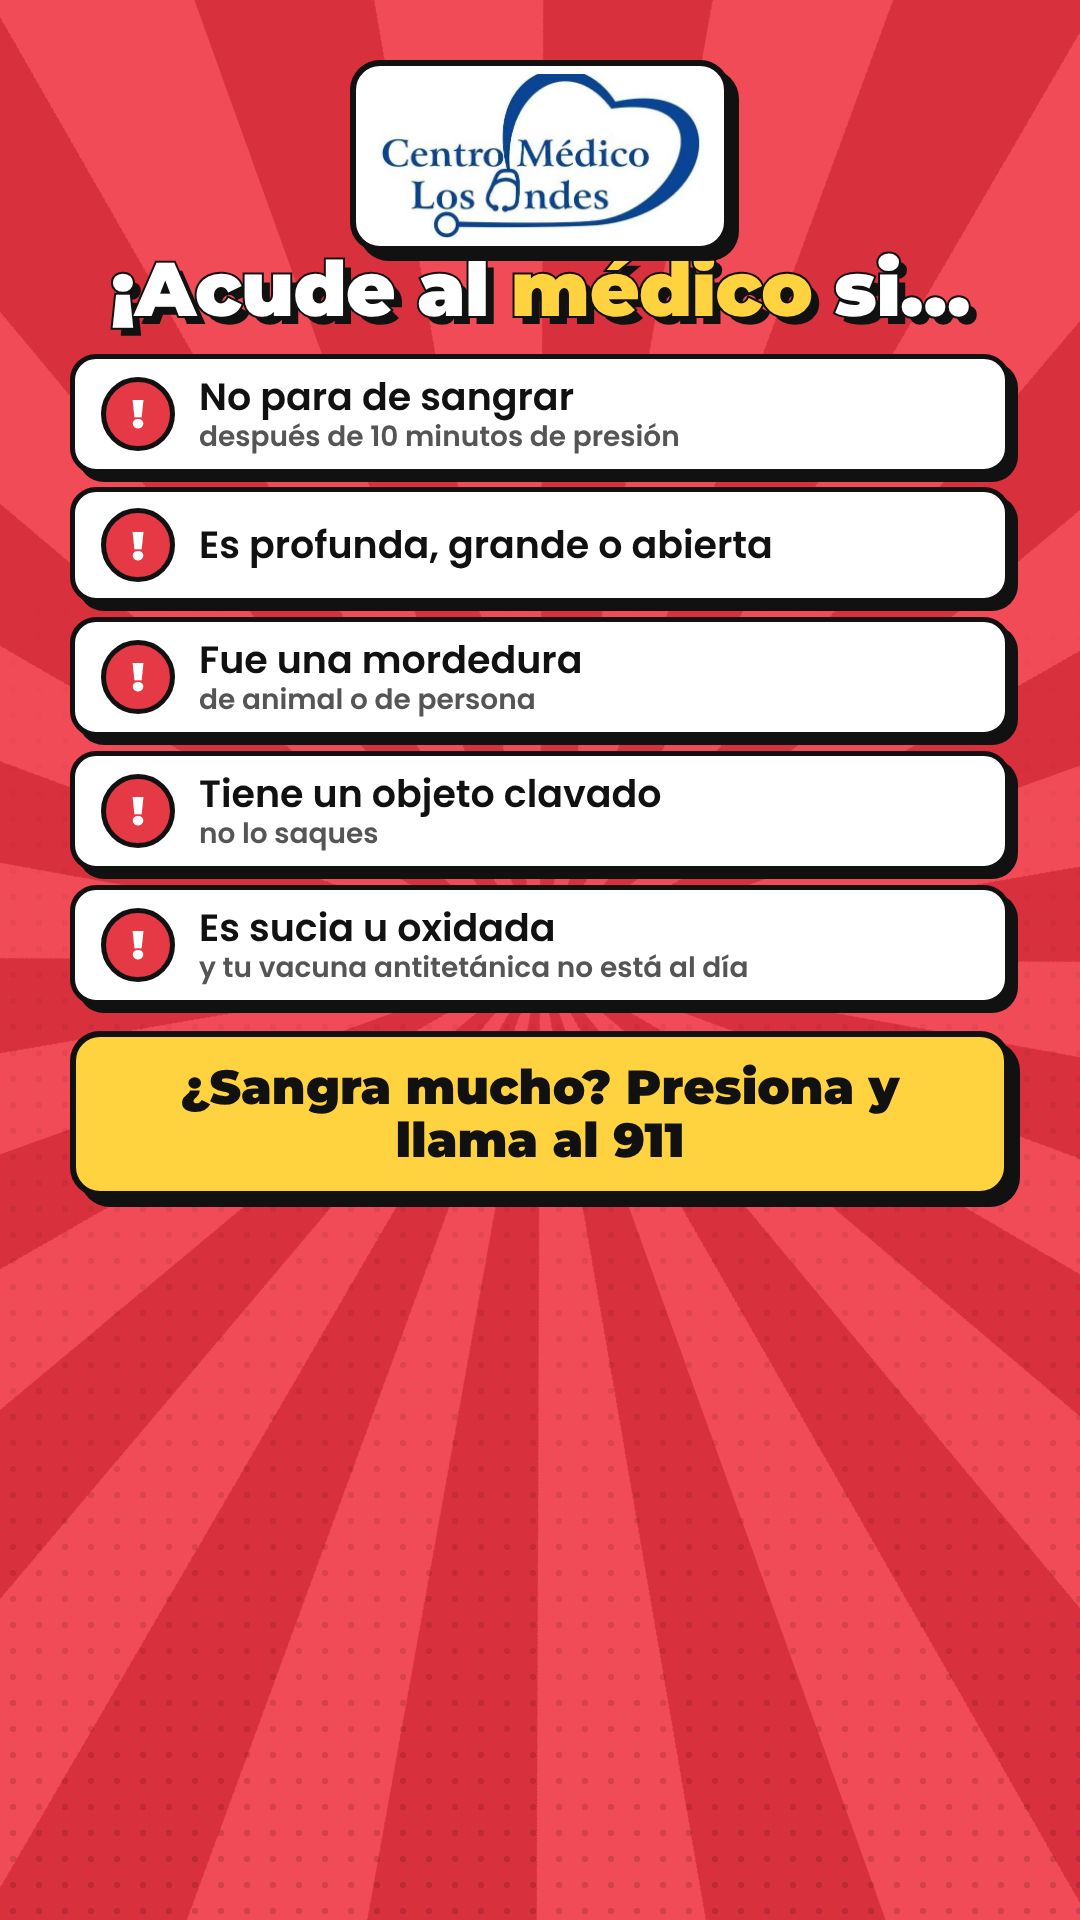 Centro Médico
Los Andes
¡Acude al médico si...
! No para de sangrar
después de 10 minutos de presión
! Es profunda, grande o abierta
! Fue una mordedura
de animal o de persona
! Tiene un objeto clavado
no lo saques
! Es sucia u oxidada
y tu vacuna antitetánica no está al día
¿Sangra mucho? Presiona y
llama al 911